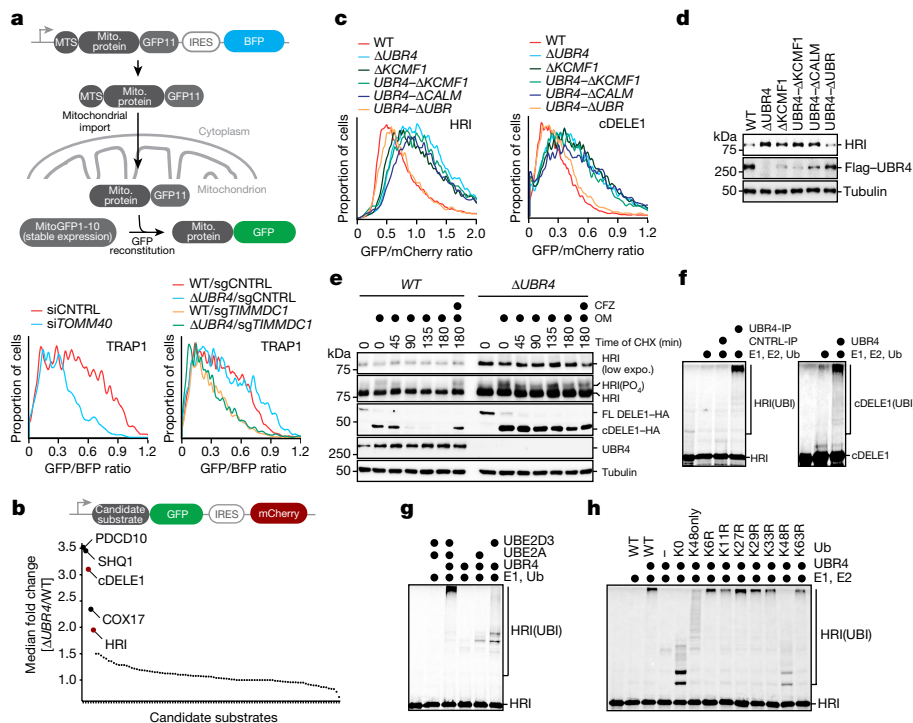 a
MTS
Mito. protein
GFP11
IRES
BFP
MTS
Mito. protein
GFP11
Mitochondrial import
Cytoplasm
Mito. protein
GFP11
Mitochondrion
MitoGFP1-10 (stable expression)
GFP reconstitution
Mito. protein
GFP
siCNTRL
siTOMM40
TRAP1
Proportion of cells
0 0.4 0.8 1.2
GFP/BFP ratio
WT/sgCNTRL
ΔUBR4/sgCNTRL
WT/sgTIMMDC1
ΔUBR4/sgTIMMDC1
TRAP1
Proportion of cells
0 0.4 0.8 1.2
GFP/BFP ratio
b
Candidate substrate
GFP
IRES
mCherry
Median fold change [ΔUBR4/WT]
3.5
3.0
2.5
2.0
1.5
1.0
PDCD10
SHQ1
cDELE1
COX17
HRI
Candidate substrates
c
WT
ΔUBR4
ΔKCMF1
UBR4–ΔKCMF1
UBR4–ΔCALM
UBR4–ΔUBR
HRI
Proportion of cells
0 0.5 1.0 1.5 2.0
GFP/mCherry ratio
WT
ΔUBR4
ΔKCMF1
UBR4–ΔKCMF1
UBR4–ΔCALM
UBR4–ΔUBR
cDELE1
Proportion of cells
0 0.3 0.6 0.9 1.2
GFP/mCherry ratio
d
WT
ΔUBR4
ΔKCMF1
UBR4–ΔKCMF1
UBR4–ΔCALM
UBR4–ΔUBR
kDa
75
HRI
250
Flag–UBR4
50
Tubulin
e
WT
ΔUBR4
CFZ
OM
0 0 45 90 135 180 180 0 0 45 90 135 180 180
Time of CHX (min)
kDa
75
HRI (low expo.)
75
HRI(PO4)
HRI
50
FL DELE1–HA
cDELE1–HA
250
UBR4
50
Tubulin
f
UBR4-IP
CNTRL-IP
E1, E2, Ub
HRI(UBI)
HRI
UBR4
E1, E2, Ub
cDELE1(UBI
cDELE1
g
UBE2D3
UBE2A
UBR4
E1, Ub
HRI(UBI)
HRI
h
WT
WT
–
K0
K48only
K6R
K11R
K27R
K29R
K33R
K48R
K63R
Ub
UBR4
E1, E2
HRI(UBI)
HRI